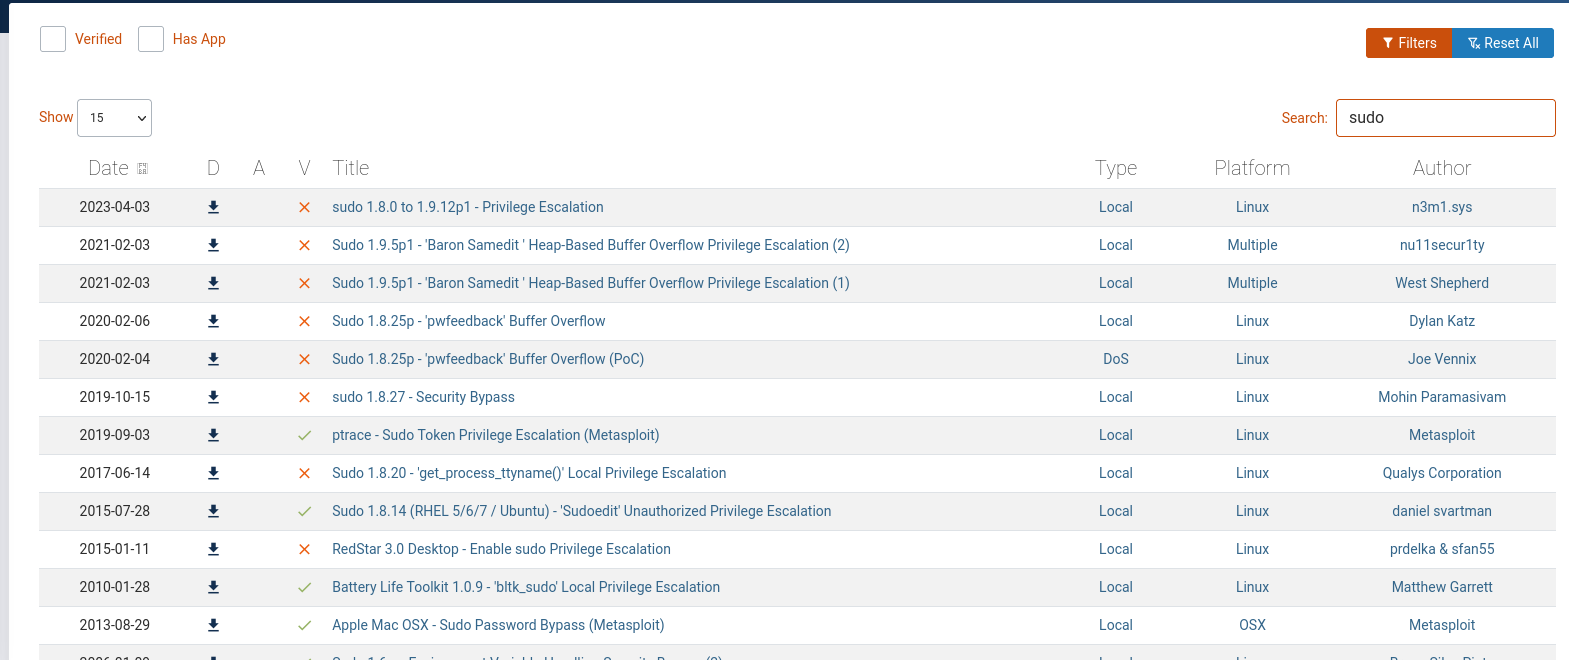 Verified Has App
Filters Reset All
Show 15 Search: sudo
Date D A V Title Type Platform Author
2023-04-03 sudo 1.8.0 to 1.9.12p1 - Privilege Escalation Local Linux n3m1.sys
2021-02-03 Sudo 1.9.5p1 - 'Baron Samedit ' Heap-Based Buffer Overflow Privilege Escalation (2) Local Multiple nu11secur1ty
2021-02-03 Sudo 1.9.5p1 - 'Baron Samedit ' Heap-Based Buffer Overflow Privilege Escalation (1) Local Multiple West Shepherd
2020-02-06 Sudo 1.8.25p - 'pwfeedback' Buffer Overflow Local Linux Dylan Katz
2020-02-04 Sudo 1.8.25p - 'pwfeedback' Buffer Overflow (PoC) DoS Linux Joe Vennix
2019-10-15 sudo 1.8.27 - Security Bypass Local Linux Mohin Paramasivam
2019-09-03 ptrace - Sudo Token Privilege Escalation (Metasploit) Local Linux Metasploit
2017-06-14 Sudo 1.8.20 - 'get_process_ttyname()' Local Privilege Escalation Local Linux Qualys Corporation
2015-07-28 Sudo 1.8.14 (RHEL 5/6/7 / Ubuntu) - 'Sudoedit' Unauthorized Privilege Escalation Local Linux daniel svartman
2015-01-11 RedStar 3.0 Desktop - Enable sudo Privilege Escalation Local Linux prdelka & sfan55
2010-01-28 Battery Life Toolkit 1.0.9 - 'bltk_sudo' Local Privilege Escalation Local Linux Matthew Garrett
2013-08-29 Apple Mac OSX - Sudo Password Bypass (Metasploit) Local OSX Metasploit